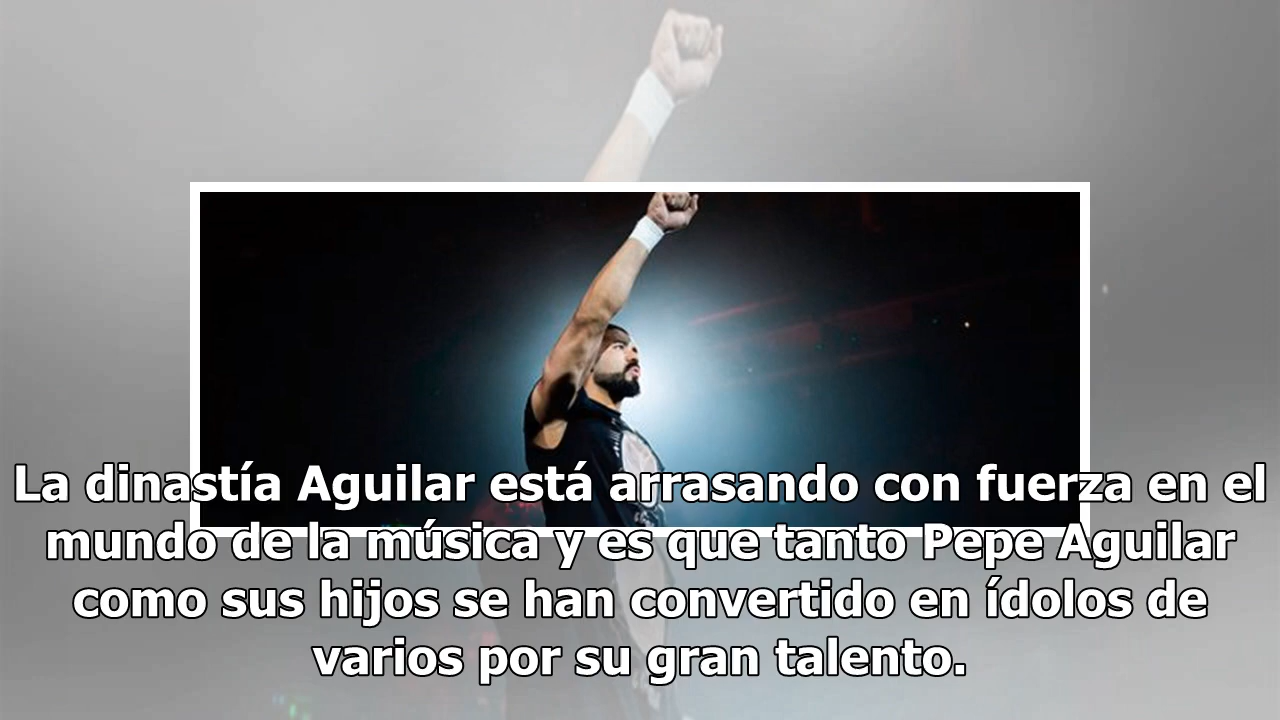 La dinastía Aguilar está arrasando con fuerza en el
mundo de la música y es que tanto Pepe Aguilar
como sus hijos se han convertido en ídolos de
varios por su gran talento.